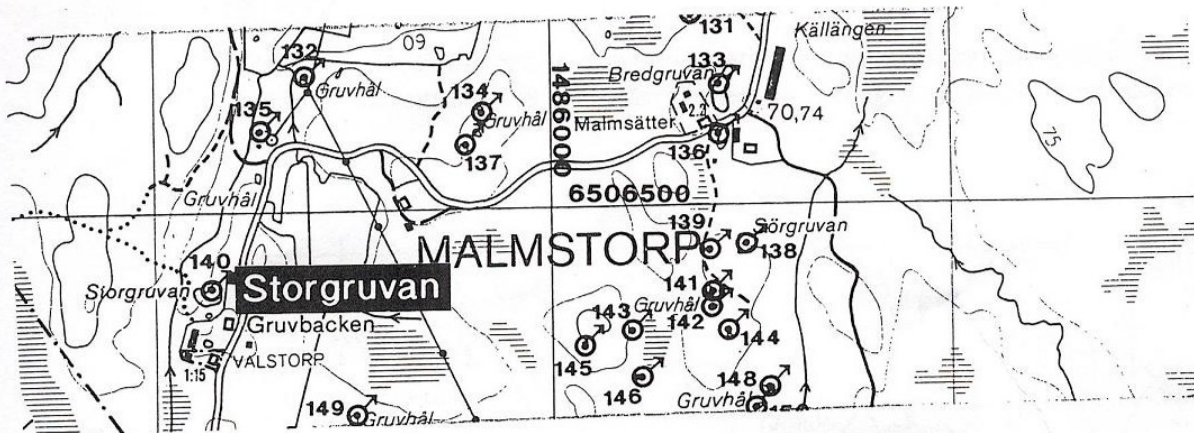 131
Källängen
132
09
Bredgruvan
133
Gruvhål
134
Gruvhål
1486000
2.2
70,74
135
Malmsätter
75
137
136
Gruvhål
6506500
139
Sörgruvan
MALMSTORP
138
140
Storgruvan
Storgruvan
141
Gruvhål
142
Gruvbacken
143
144
VALSTORP
145
1:15
146
148
149
Gruvhål
Gruvhål